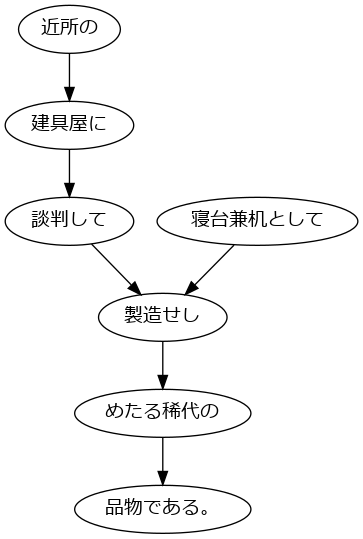 近所の
建具屋に
談判して
寝台兼机として
製造せし
めたる稀代の
品物である。